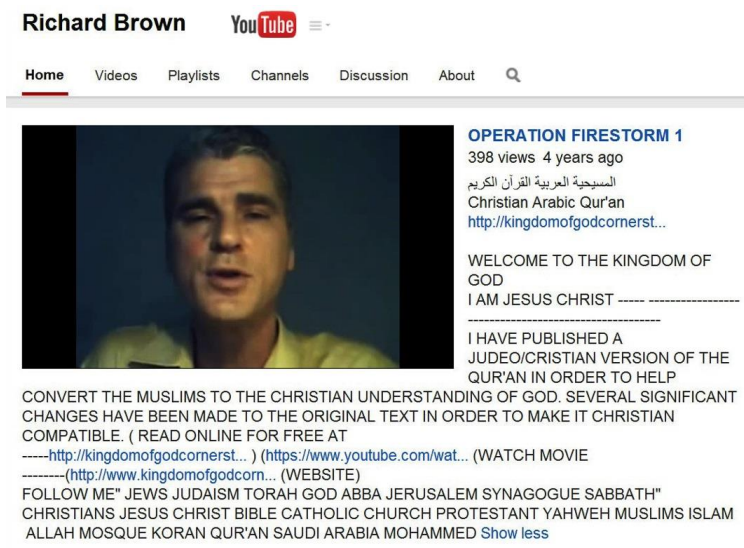 Richard Brown
YouTube
Home Videos Playlists Channels Discussion About
OPERATION FIRESTORM 1
398 views 4 years ago
المسيحية العربية القرآن الكريم
Christian Arabic Qur'an
http://kingdomofgodcornerst...
WELCOME TO THE KINGDOM OF
GOD
I AM JESUS CHRIST ----- -----------------
-------------------------------------
I HAVE PUBLISHED A
JUDEO/CRISTIAN VERSION OF THE
QUR'AN IN ORDER TO HELP
CONVERT THE MUSLIMS TO THE CHRISTIAN UNDERSTANDING OF GOD. SEVERAL SIGNIFICANT
CHANGES HAVE BEEN MADE TO THE ORIGINAL TEXT IN ORDER TO MAKE IT CHRISTIAN
COMPATIBLE. ( READ ONLINE FOR FREE AT
-----http://kingdomofgodcornerst... ) (https://www.youtube.com/wat... (WATCH MOVIE
--------(http://www.kingdomofgodcorn... (WEBSITE)
FOLLOW ME" JEWS JUDAISM TORAH GOD ABBA JERUSALEM SYNAGOGUE SABBATH"
CHRISTIANS JESUS CHRIST BIBLE CATHOLIC CHURCH PROTESTANT YAHWEH MUSLIMS ISLAM
ALLAH MOSQUE KORAN QUR'AN SAUDI ARABIA MOHAMMED Show less